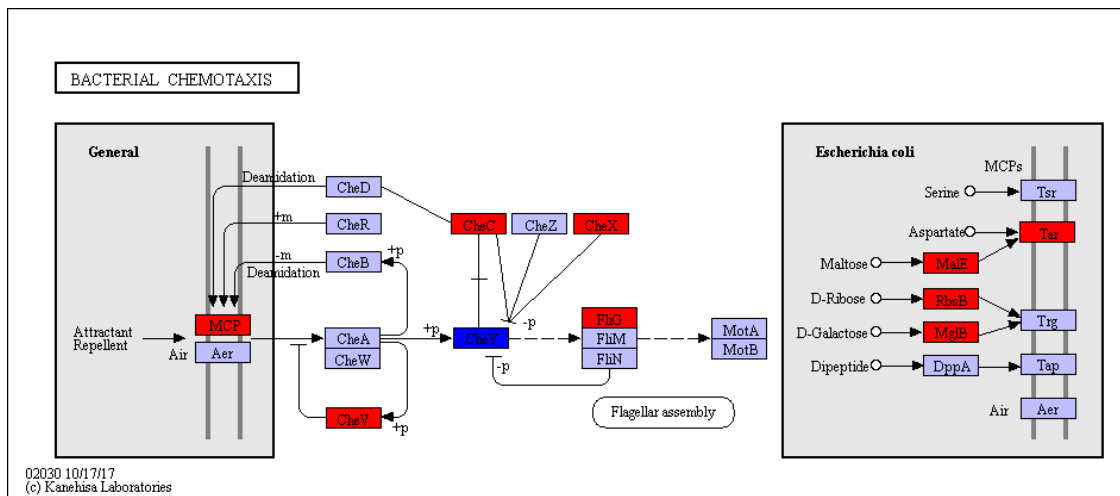 BACTERIAL CHEMOTAXIS
General
Deamidation
CheD
+m
CheR
-m
Deamidation
CheB
+p
CheC
CheZ
CheX
MCP
Attractant
Repellent
Air
Aer
CheA
CheW
+p
CheY
-p
-p
FliG
FliM
FliN
MotA
MotB
CheV
+p
Flagellar assembly
Escherichia coli
MCPs
Serine
Tsr
Aspartate
Tar
Maltose
MalE
D-Ribose
RbsB
Trg
D-Galactose
MglB
Dipeptide
DppA
Tap
Air
Aer
02030 10/17/17
(c) Kanehisa Laboratories